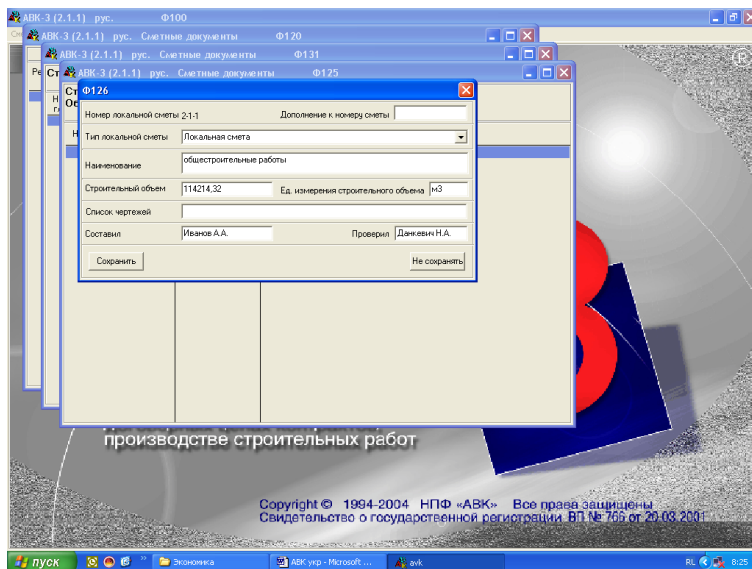 АВК-3 (2.1.1) рус. Ф100
АВК-3 (2.1.1) рус. Сметные документы Ф120
АВК-3 (2.1.1) рус. Сметные документы Ф131
АВК-3 (2.1.1) рус. Сметные документы Ф125
Ф126
Номер локальной сметы 2-1-1 Дополнение к номеру сметы
Тип локальной сметы Локальная смета
Наименование общестроительные работы
Строительный объем 114214,32 Ед. измерения строительного объема м3
Список чертежей
Составил Иванов А.А. Проверил Данкевич Н.А.
Сохранить Не сохранять
производстве строительных работ
Copyright © 1994-2004 НПФ «АВК» Все права защищены
Свидетельство о государственной регистрации ВП № 766 от 20.03.2001
пуск Экономика АВК укр - Microsoft ... avk RL 8:25